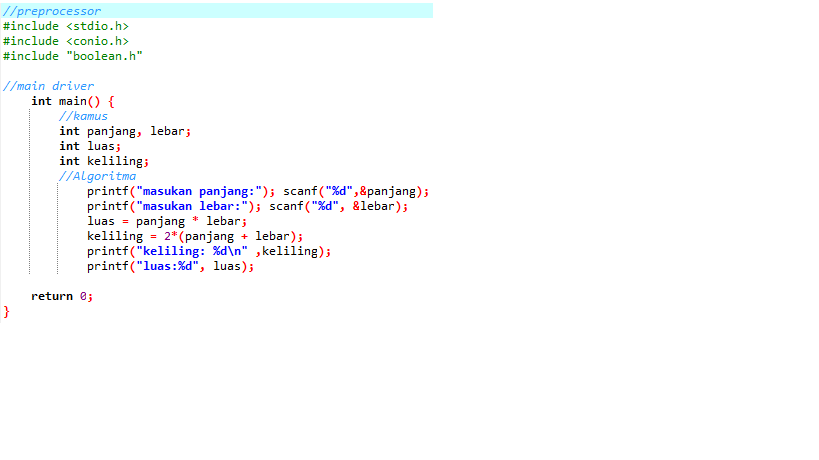 //preprocessor
#include <stdio.h>
#include <conio.h>
#include "boolean.h"
//main driver
int main() {
//kamus
int panjang, lebar;
int luas;
int keliling;
//Algoritma
printf("masukan panjang:"); scanf("%d",&panjang);
printf("masukan lebar:"); scanf("%d", &lebar);
luas = panjang * lebar;
keliling = 2*(panjang + lebar);
printf("keliling: %d\n" ,keliling);
printf("luas:%d", luas);
return 0;
}